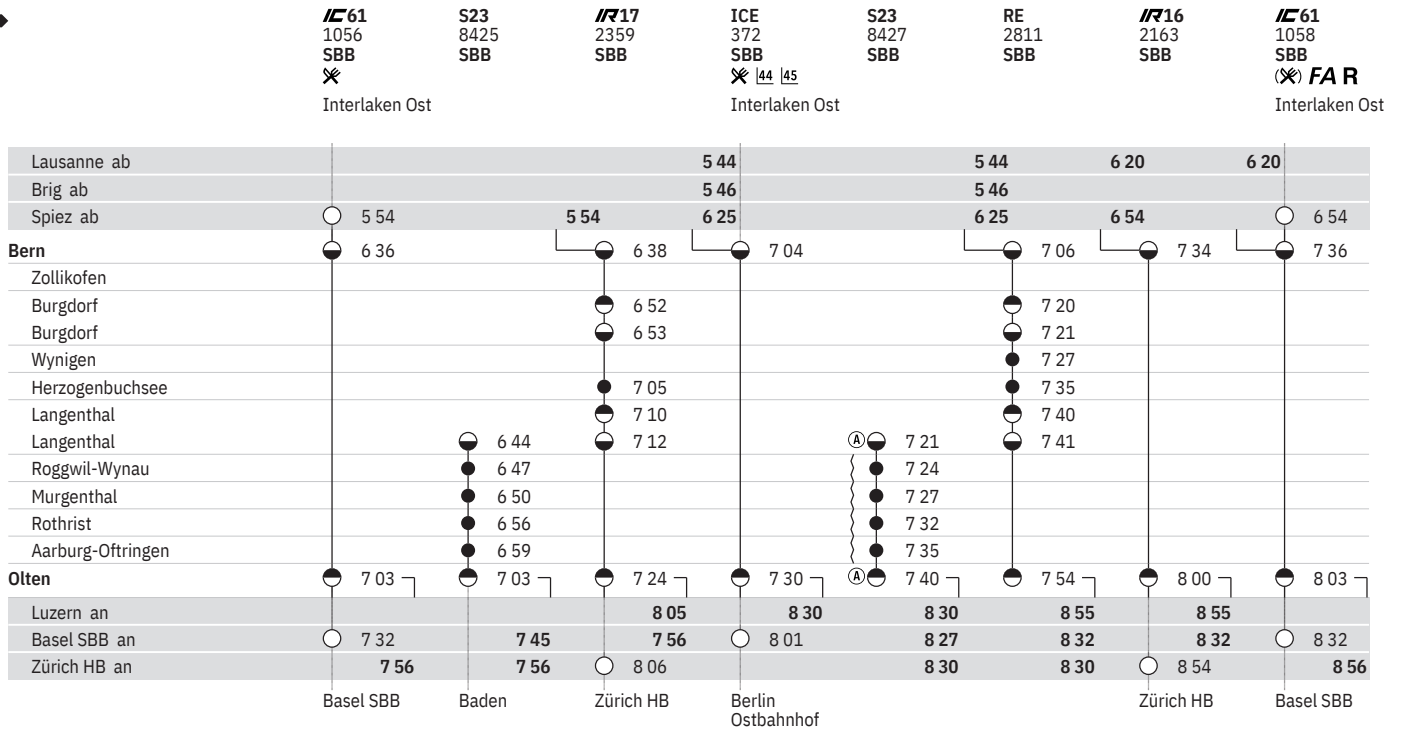 IC61 S23 IR17 ICE S23 RE IR16 IC61
1056 8425 2359 372 8427 2811 2163 1058
SBB SBB SBB SBB SBB SBB SBB SBB
44 45 FA R
Interlaken Ost Interlaken Ost Interlaken Ost
Lausanne ab 5 44 5 44 6 20 6 20
Brig ab 5 46 5 46
Spiez ab 5 54 5 54 6 25 6 25 6 54 6 54
Bern 6 36 6 38 7 04 7 06 7 34 7 36
Zollikofen
Burgdorf 6 52 7 20
Burgdorf 6 53 7 21
Wynigen 7 27
Herzogenbuchsee 7 05 7 35
Langenthal 7 10 7 40
Langenthal 6 44 7 12 A 7 21 7 41
Roggwil-Wynau 6 47 7 24
Murgenthal 6 50 7 27
Rothrist 6 56 7 32
Aarburg-Oftringen 6 59 7 35
Olten 7 03 7 03 7 24 7 30 A 7 40 7 54 8 00 8 03
Luzern an 8 05 8 30 8 30 8 55 8 55
Basel SBB an 7 32 7 45 7 56 8 01 8 27 8 32 8 32 8 32
Zürich HB an 7 56 7 56 8 06 8 30 8 30 8 54 8 56
Basel SBB Baden Zürich HB Berlin Zürich HB Basel SBB
Ostbahnhof